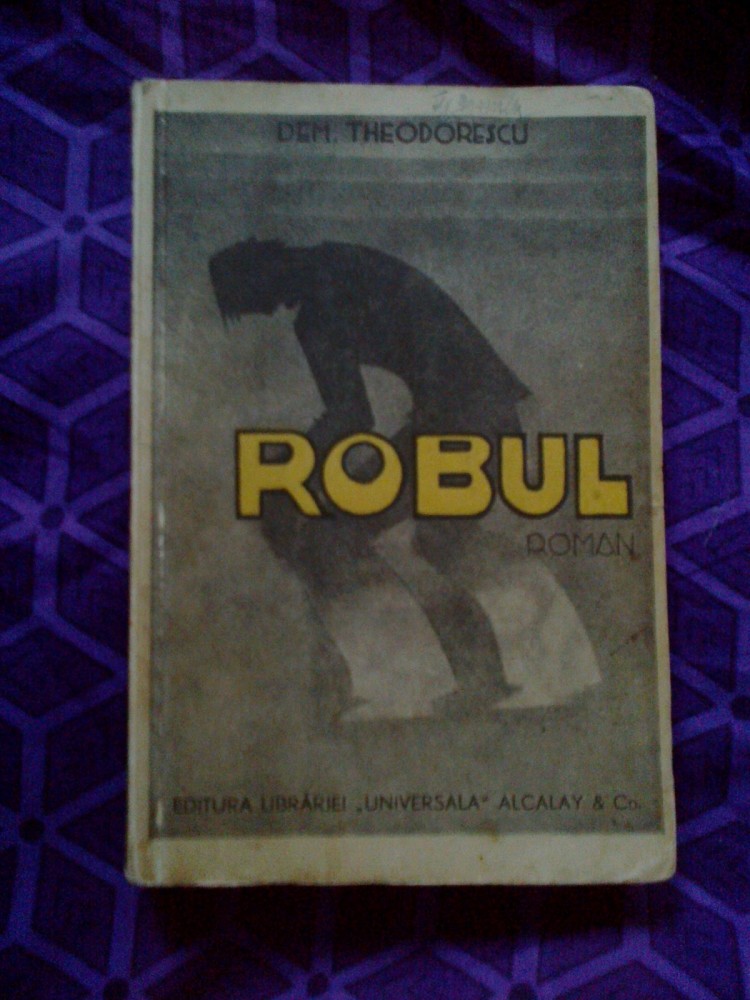 DEM. THEODORESCU
ROBUL
ROMAN
EDITURA LIBRĂRIEI „UNIVERSALA“ ALCALAY & Co.